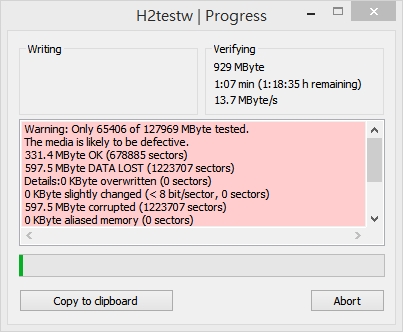 H2testw | Progress
Writing
Verifying
929 MByte
1:07 min (1:18:35 h remaining)
13.7 MByte/s
Warning: Only 65406 of 127969 MByte tested.
The media is likely to be defective.
331.4 MByte OK (678885 sectors)
597.5 MByte DATA LOST (1223707 sectors)
Details:0 KByte overwritten (0 sectors)
0 KByte slightly changed (< 8 bit/sector, 0 sectors)
597.5 MByte corrupted (1223707 sectors)
0 KByte aliased memory (0 sectors)
Copy to clipboard
Abort